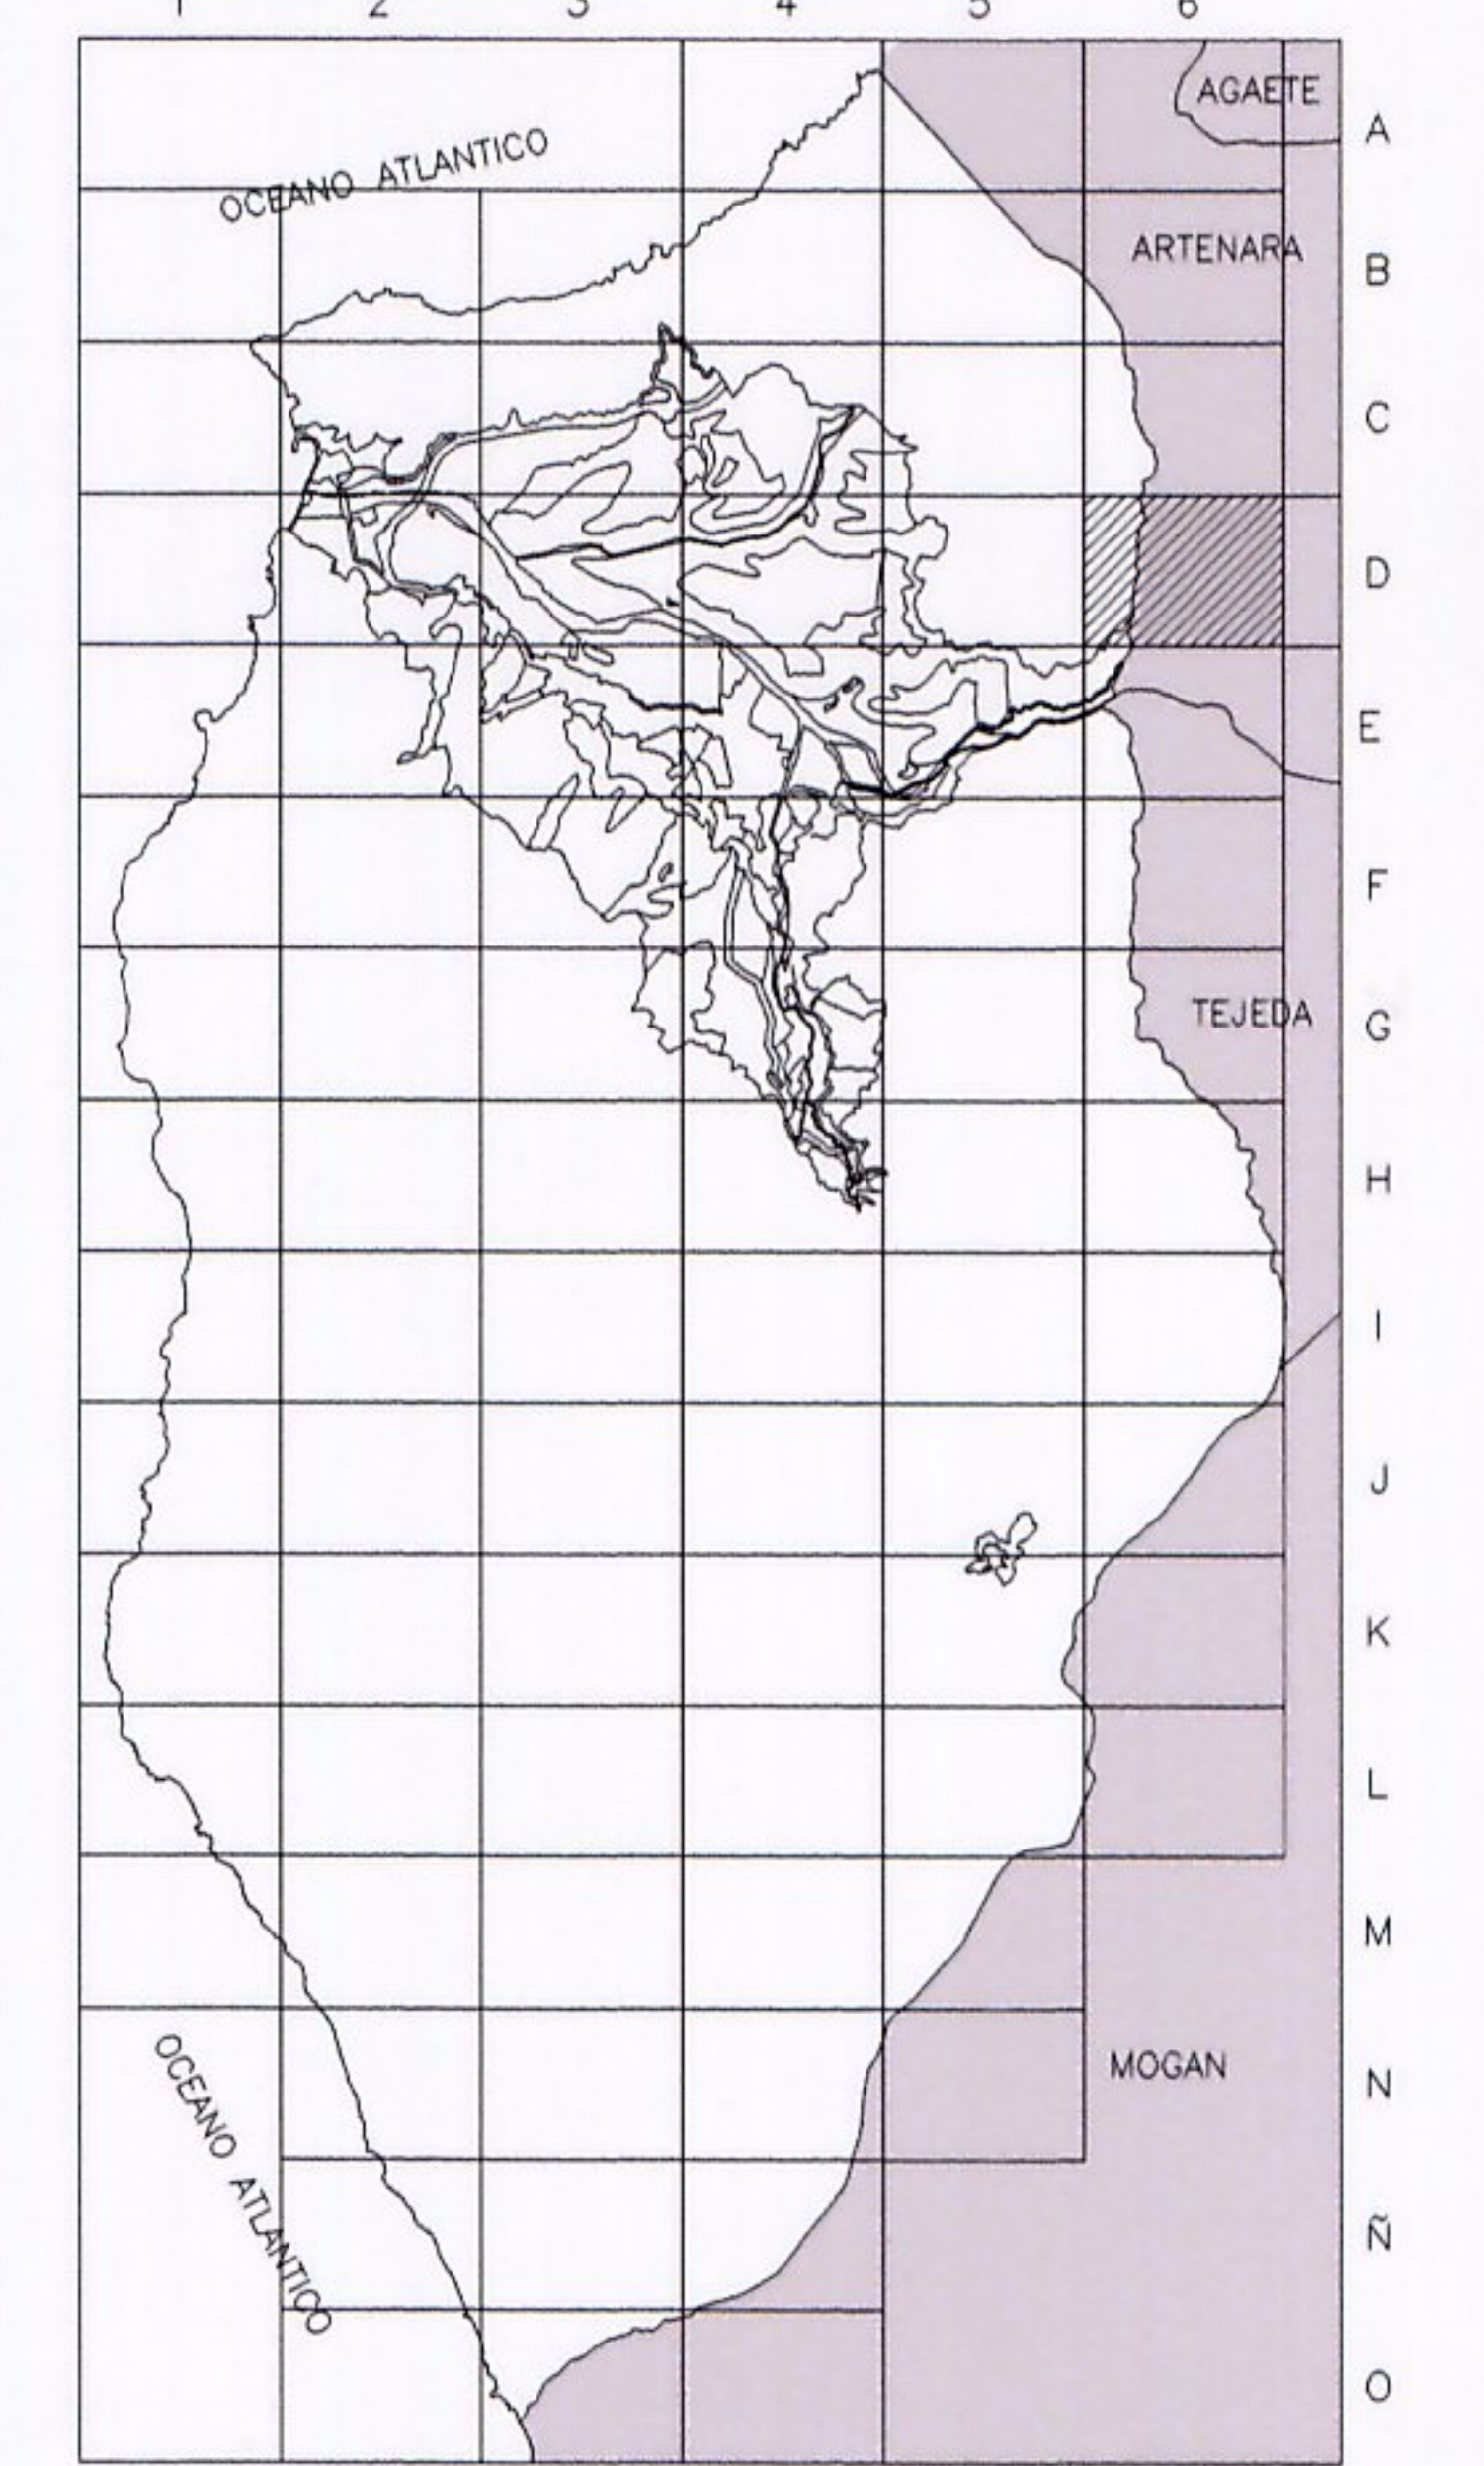 1 2 3 4 5 6
AGAETE
A
OCEANO ATLANTICO
ARTENARA
B
C
D
E
F
TEJEDA
G
H
I
J
K
L
M
OCEANO ATLANTICO
MOGAN
N
Ñ
O